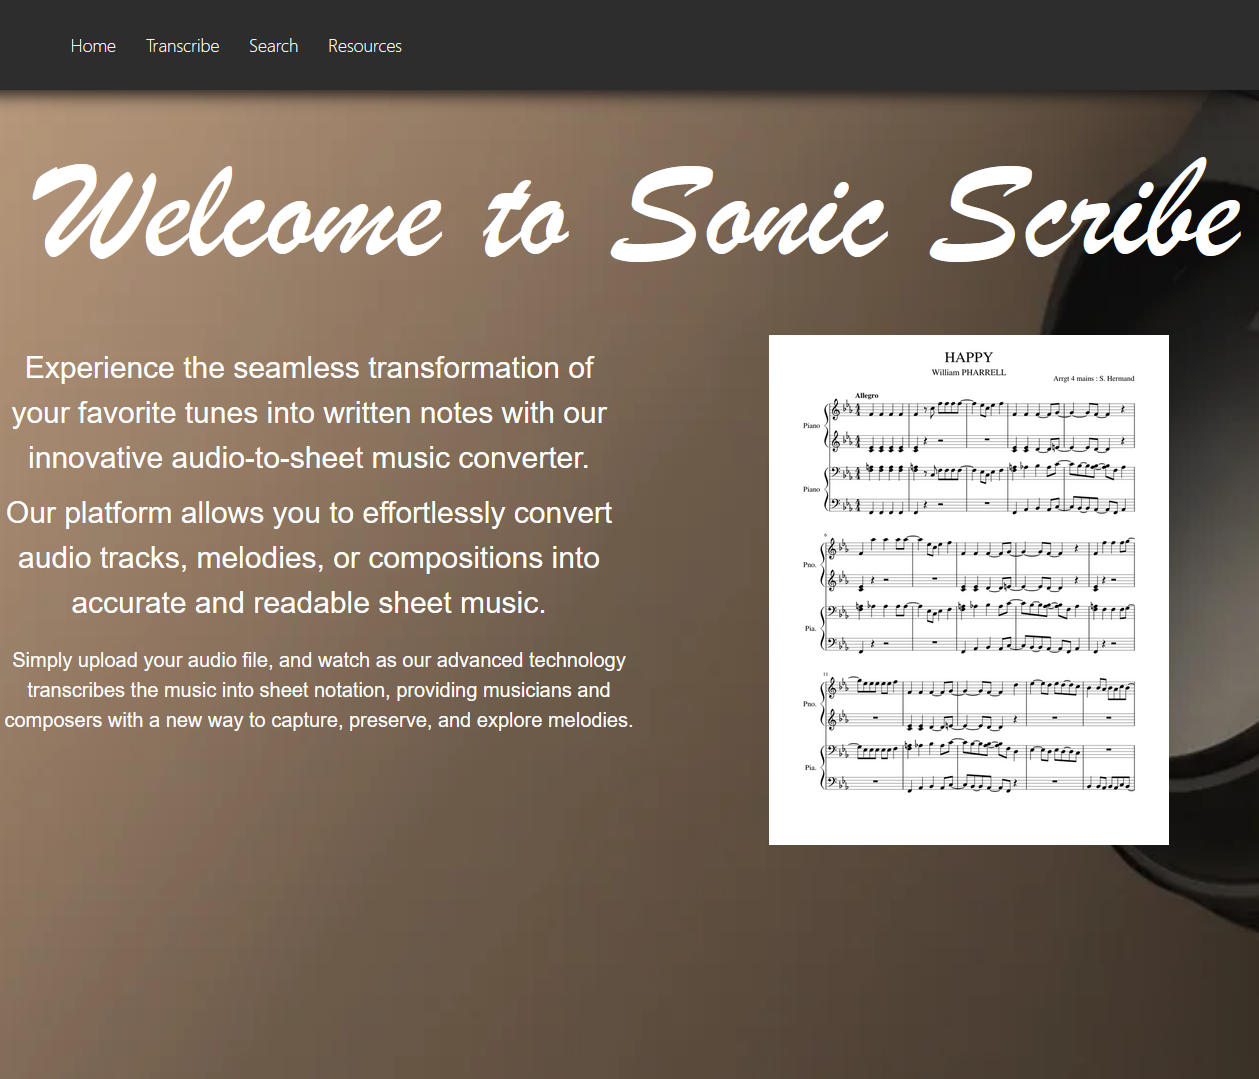 Home Transcribe Search Resources
Welcome to Sonic Scribe
Experience the seamless transformation of
your favorite tunes into written notes with our
innovative audio-to-sheet music converter.
Our platform allows you to effortlessly convert
audio tracks, melodies, or compositions into
accurate and readable sheet music.
Simply upload your audio file, and watch as our advanced technology
transcribes the music into sheet notation, providing musicians and
composers with a new way to capture, preserve, and explore melodies.
HAPPY
William PHARRELL
Arrgt 4 mains : S. Hermand
Allegro
Piano
Piano
6
Pno.
Pia.
11
Pno.
Pia.